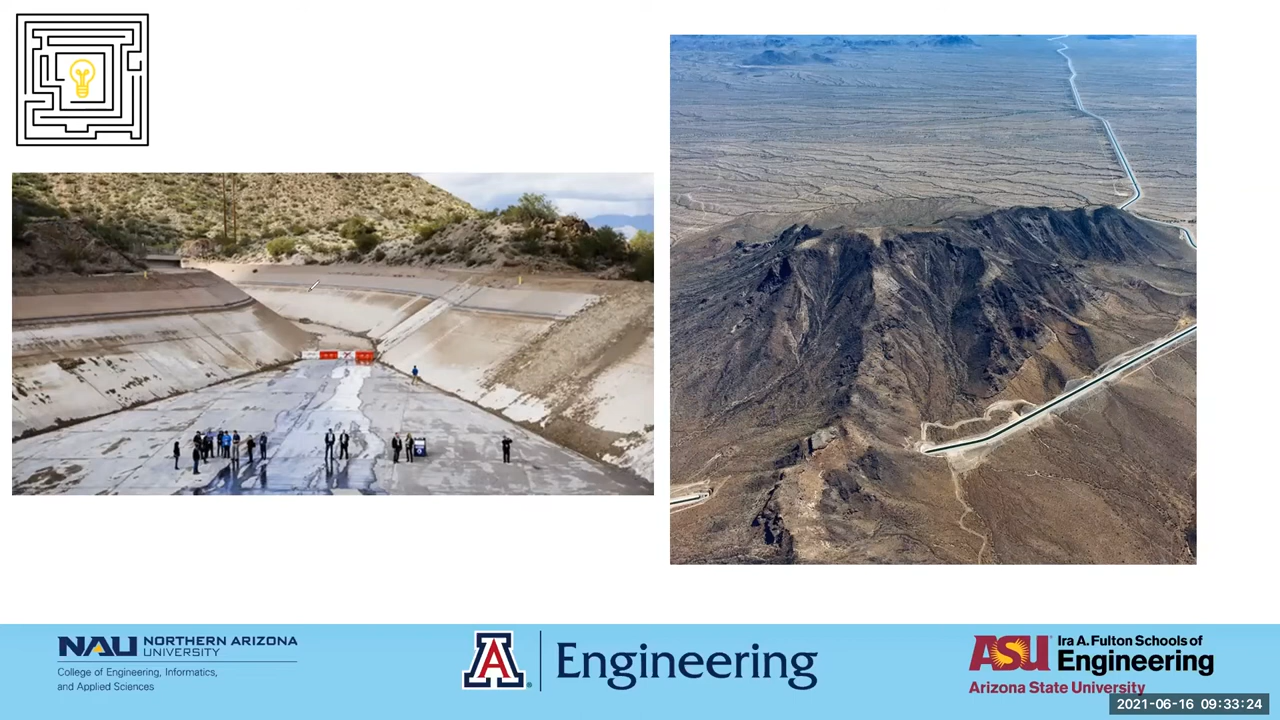 NAU NORTHERN ARIZONA
UNIVERSITY
College of Engineering, Informatics,
and Applied Sciences
A Engineering
ASU Ira A. Fulton Schools of
Engineering
Arizona State University
2021-06-16 09:33:24